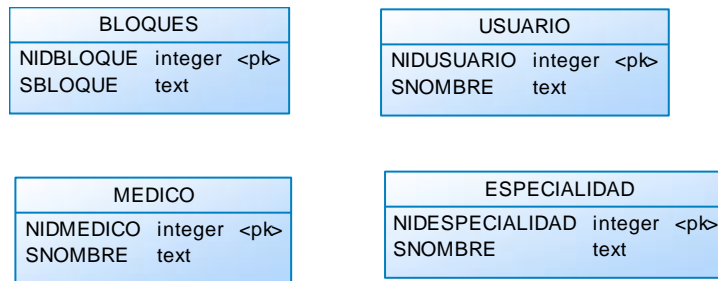 BLOQUES
NIDBLOQUE integer <pk>
SBLOQUE text
USUARIO
NIDUSUARIO integer <pk>
SNOMBRE text
MEDICO
NIDMEDICO integer <pk>
SNOMBRE text
ESPECIALIDAD
NIDESPECIALIDAD integer <pk>
SNOMBRE text